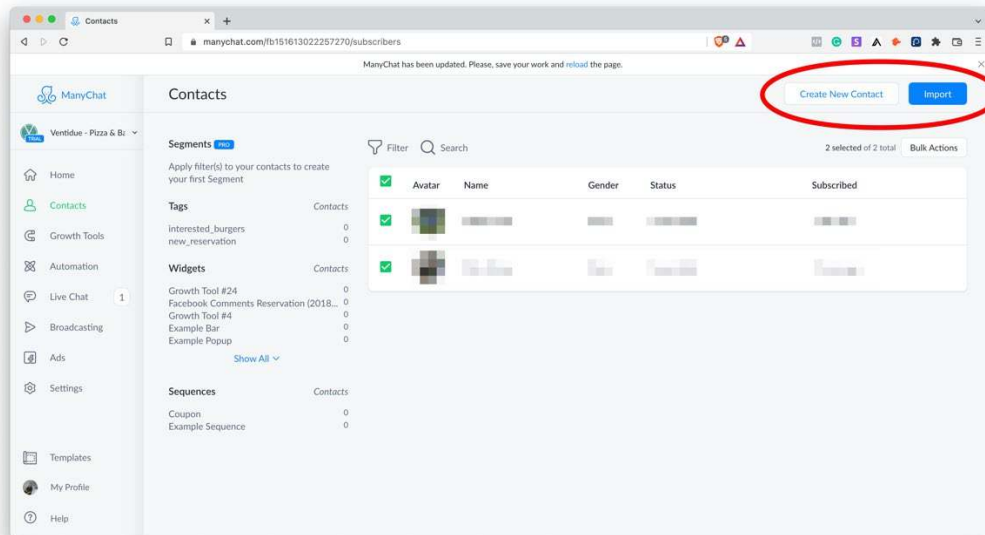 Contacts
manychat.com/fb151613022257270/subscribers
ManyChat has been updated. Please, save your work and reload the page.
ManyChat
Contacts
Create New Contact
Import
TRIAL
Ventidue - Pizza & Ba
Home
Contacts
Growth Tools
Automation
Live Chat 1
Broadcasting
Ads
Settings
Templates
My Profile
Help
Segments PRO
Apply filter(s) to your contacts to create
your first Segment
Tags Contacts
interested_burgers 0
new_reservation 0
Widgets Contacts
Growth Tool #24 0
Facebook Comments Reservation (2018... 0
Growth Tool #4 0
Example Bar 0
Example Popup 0
Show All
Sequences Contacts
Coupon 0
Example Sequence 0
Filter Search
2 selected of 2 total Bulk Actions
Avatar Name Gender Status Subscribed